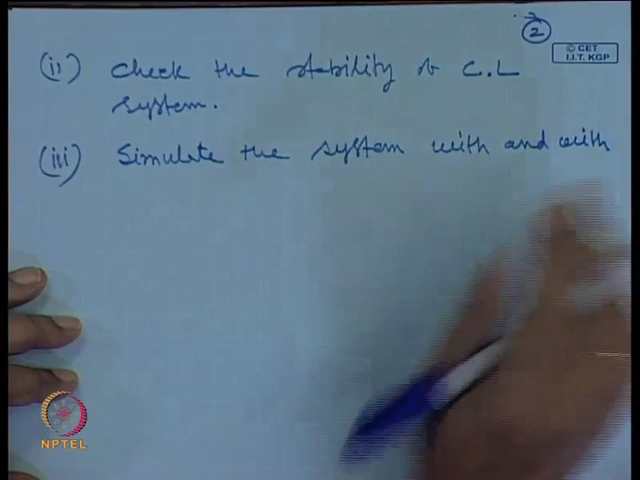 2
© CET
I.I.T. KGP
(ii) Check the stability of C.L
system.
(iii) Simulate the system with and with
NPTEL